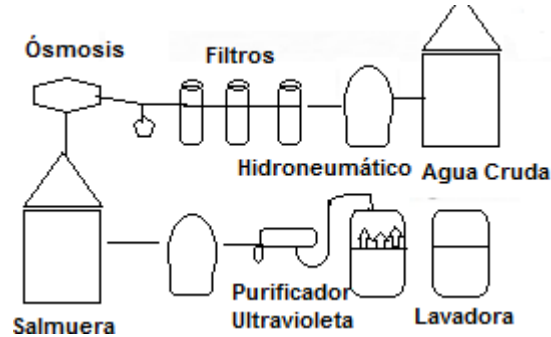 Ósmosis
Filtros
Hidroneumático
Agua Cruda
Salmuera
Purificador
Ultravioleta
Lavadora